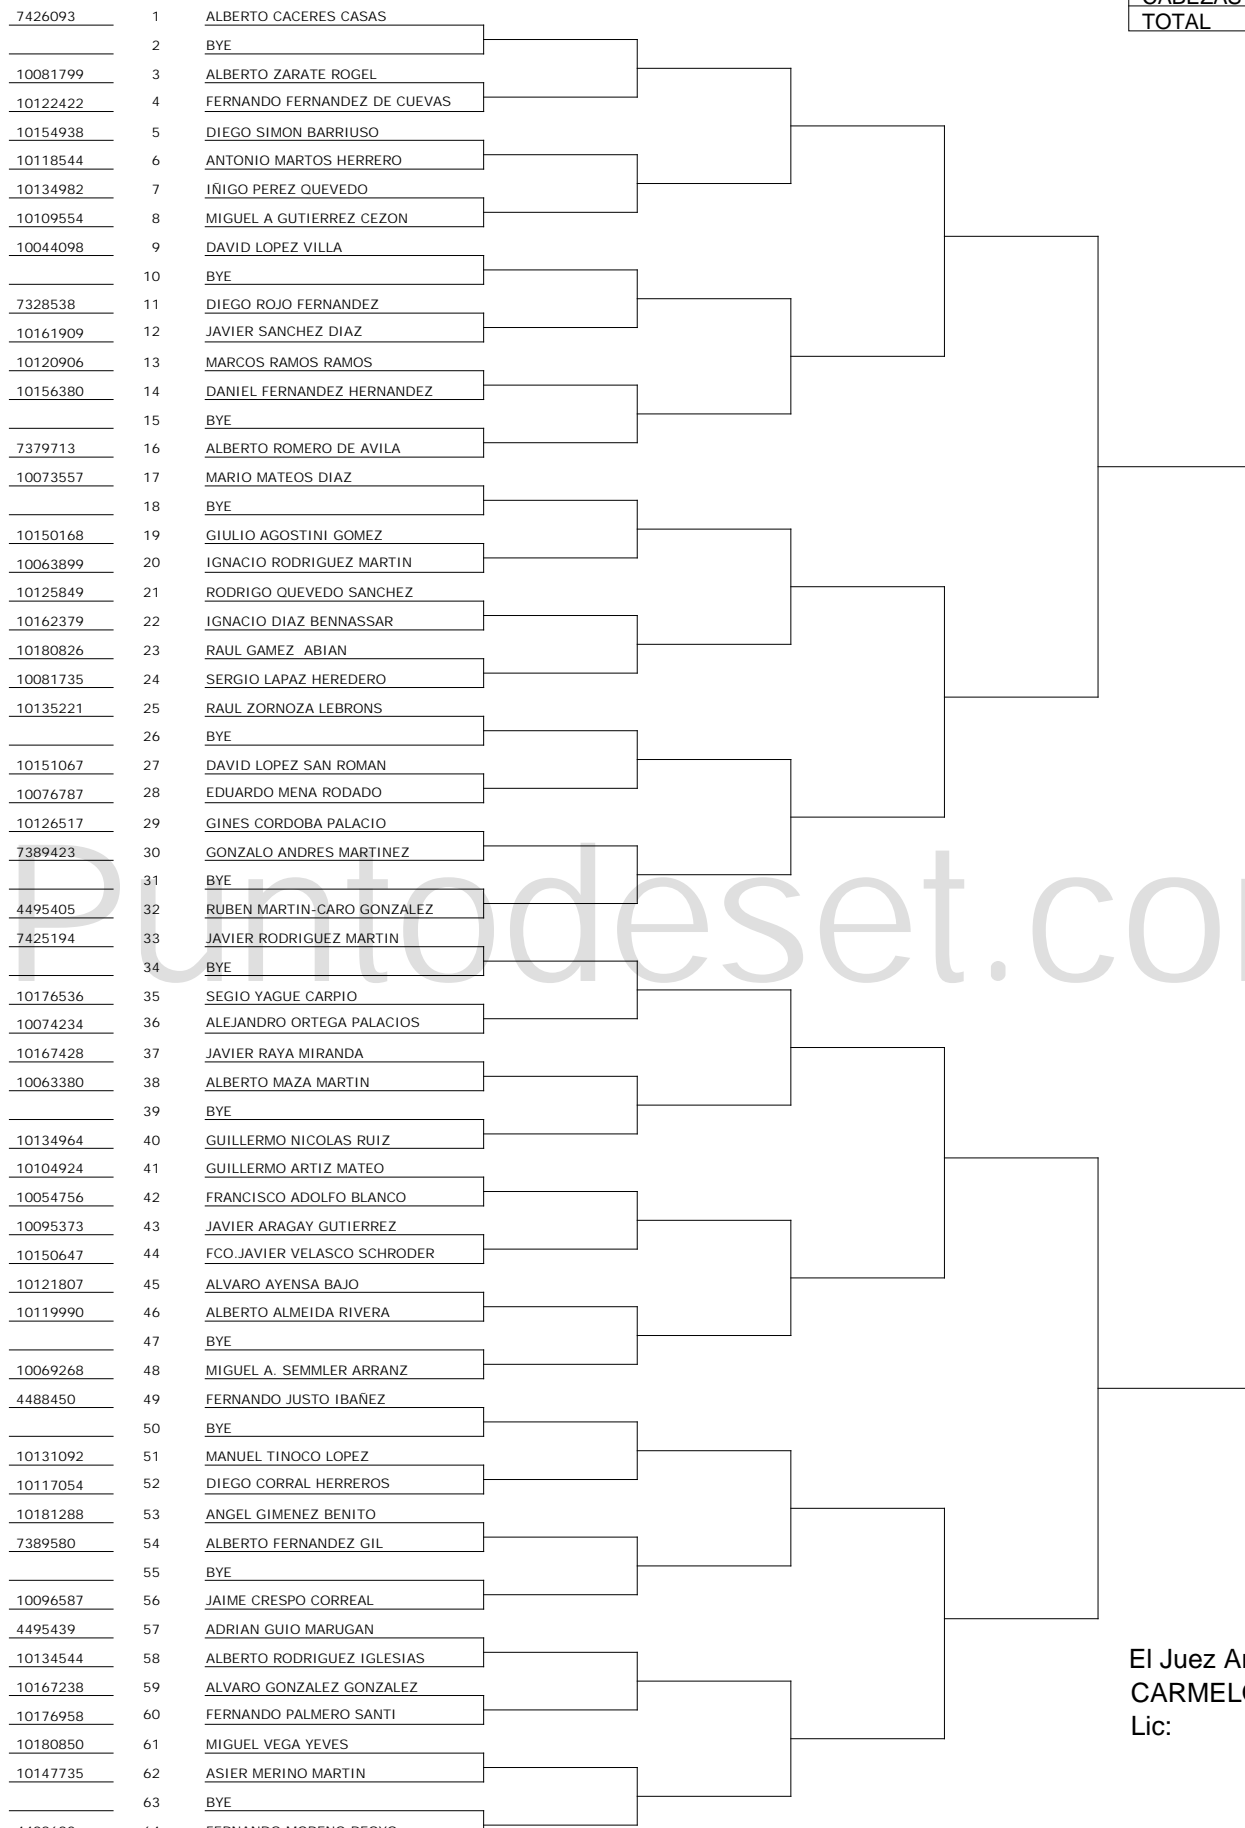 CABEZAS
TOTAL
7426093 1 ALBERTO CACERES CASAS
2 BYE
10081799 3 ALBERTO ZARATE ROGEL
10122422 4 FERNANDO FERNANDEZ DE CUEVAS
10154938 5 DIEGO SIMON BARRIUSO
10118544 6 ANTONIO MARTOS HERRERO
10134982 7 IÑIGO PEREZ QUEVEDO
10109554 8 MIGUEL A GUTIERREZ CEZON
10044098 9 DAVID LOPEZ VILLA
10 BYE
7328538 11 DIEGO ROJO FERNANDEZ
10161909 12 JAVIER SANCHEZ DIAZ
10120906 13 MARCOS RAMOS RAMOS
10156380 14 DANIEL FERNANDEZ HERNANDEZ
15 BYE
7379713 16 ALBERTO ROMERO DE AVILA
10073557 17 MARIO MATEOS DIAZ
18 BYE
10150168 19 GIULIO AGOSTINI GOMEZ
10063899 20 IGNACIO RODRIGUEZ MARTIN
10125849 21 RODRIGO QUEVEDO SANCHEZ
10162379 22 IGNACIO DIAZ BENNASSAR
10180826 23 RAUL GAMEZ ABIAN
10081735 24 SERGIO LAPAZ HEREDERO
10135221 25 RAUL ZORNOZA LEBRONS
26 BYE
10151067 27 DAVID LOPEZ SAN ROMAN
10076787 28 EDUARDO MENA RODADO
10126517 29 GINES CORDOBA PALACIO
7389423 30 GONZALO ANDRES MARTINEZ
31 BYE
4495405 32 RUBEN MARTIN-CARO GONZALEZ
Puntodeset.co
7425194 33 JAVIER RODRIGUEZ MARTIN
34 BYE
10176536 35 SEGIO YAGUE CARPIO
10074234 36 ALEJANDRO ORTEGA PALACIOS
10167428 37 JAVIER RAYA MIRANDA
10063380 38 ALBERTO MAZA MARTIN
39 BYE
10134964 40 GUILLERMO NICOLAS RUIZ
10104924 41 GUILLERMO ARTIZ MATEO
10054756 42 FRANCISCO ADOLFO BLANCO
10095373 43 JAVIER ARAGAY GUTIERREZ
10150647 44 FCO.JAVIER VELASCO SCHRODER
10121807 45 ALVARO AYENSA BAJO
10119990 46 ALBERTO ALMEIDA RIVERA
47 BYE
10069268 48 MIGUEL A. SEMMLER ARRANZ
4488450 49 FERNANDO JUSTO IBAÑEZ
50 BYE
10131092 51 MANUEL TINOCO LOPEZ
10117054 52 DIEGO CORRAL HERREROS
10181288 53 ANGEL GIMENEZ BENITO
7389580 54 ALBERTO FERNANDEZ GIL
55 BYE
10096587 56 JAIME CRESPO CORREAL
4495439 57 ADRIAN GUIO MARUGAN
10134544 58 ALBERTO RODRIGUEZ IGLESIAS
10167238 59 ALVARO GONZALEZ GONZALEZ
10176958 60 FERNANDO PALMERO SANTI
10180850 61 MIGUEL VEGA YEVES
10147735 62 ASIER MERINO MARTIN
63 BYE
El Juez
CARMELO
Lic: